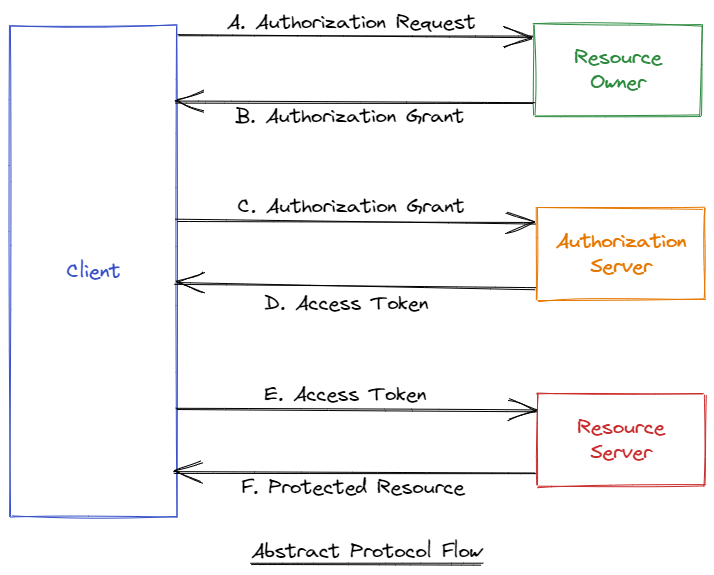 A. Authorization Request
Resource
Owner
B. Authorization Grant
C. Authorization Grant
Authorization
Server
Client
D. Access Token
E. Access Token
Resource
Server
F. Protected Resource
Abstract Protocol Flow